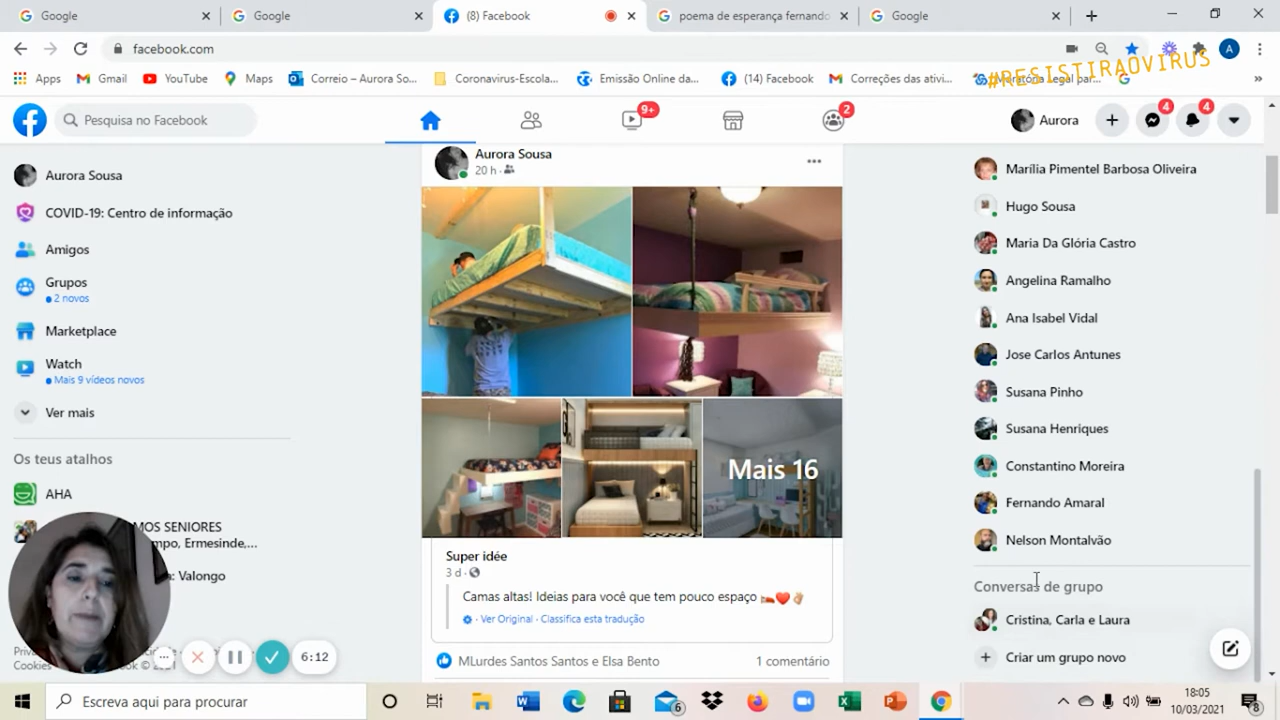 Google
Google
(8) Facebook
poema de esperança fernando
Google
facebook.com
A
Apps
Gmail
YouTube
Maps
Correio – Aurora So...
Coronavirus-Escola...
Emissão Online da...
(14) Facebook
Correções das ativi...
#RESISTIRAOVIRUS
Pesquisa no Facebook
9+
2
Aurora
4
4
Aurora Sousa
COVID-19: Centro de informação
Amigos
Grupos
2 novos
Marketplace
Watch
Mais 9 vídeos novos
Ver mais
Os teus atalhos
AHA
MOS SENIORES
mpo, Ermesinde,...
: Valongo
Aurora Sousa
20 h ·
Mais 16
Super idée
3 d ·
Camas altas! Ideias para você que tem pouco espaço 🛏️❤️👌
· Ver Original · Classifica esta tradução
MLurdes Santos Santos e Elsa Bento
1 comentário
Marília Pimentel Barbosa Oliveira
Hugo Sousa
Maria Da Glória Castro
Angelina Ramalho
Ana Isabel Vidal
Jose Carlos Antunes
Susana Pinho
Susana Henriques
Constantino Moreira
Fernando Amaral
Nelson Montalvão
Conversas de grupo
Cristina, Carla e Laura
Criar um grupo novo
6:12
Escreva aqui para procurar
6
18:05
10/03/2021
8